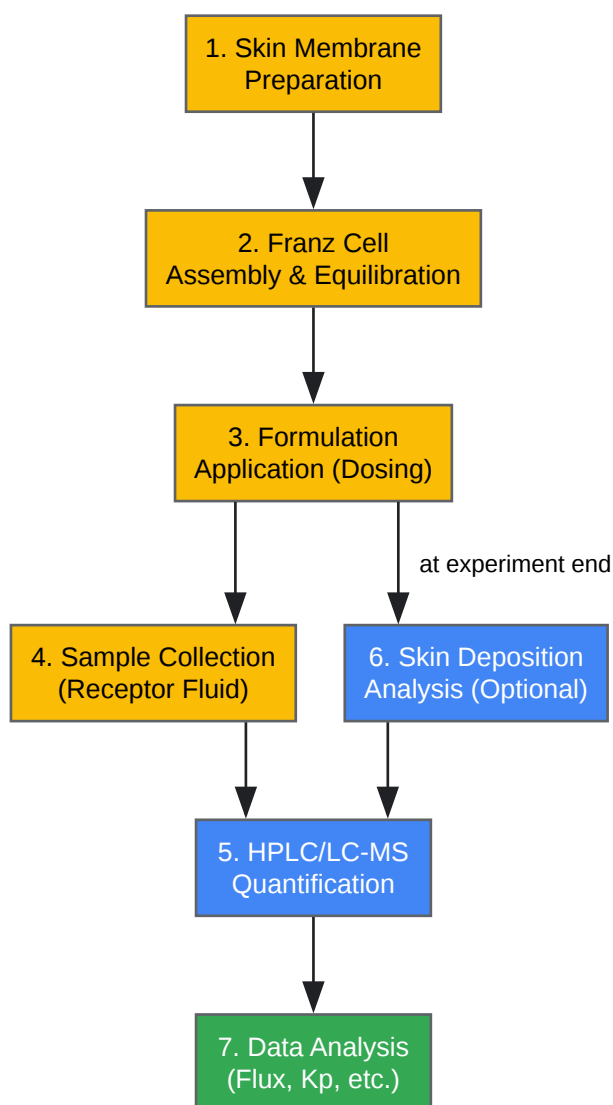 1. Skin Membrane
Preparation
2. Franz Cell
Assembly & Equilibration
3. Formulation
Application (Dosing)
at experiment end
4. Sample Collection
(Receptor Fluid)
6. Skin Deposition
Analysis (Optional)
5. HPLC/LC-MS
Quantification
7. Data Analysis
(Flux, Kp, etc.)